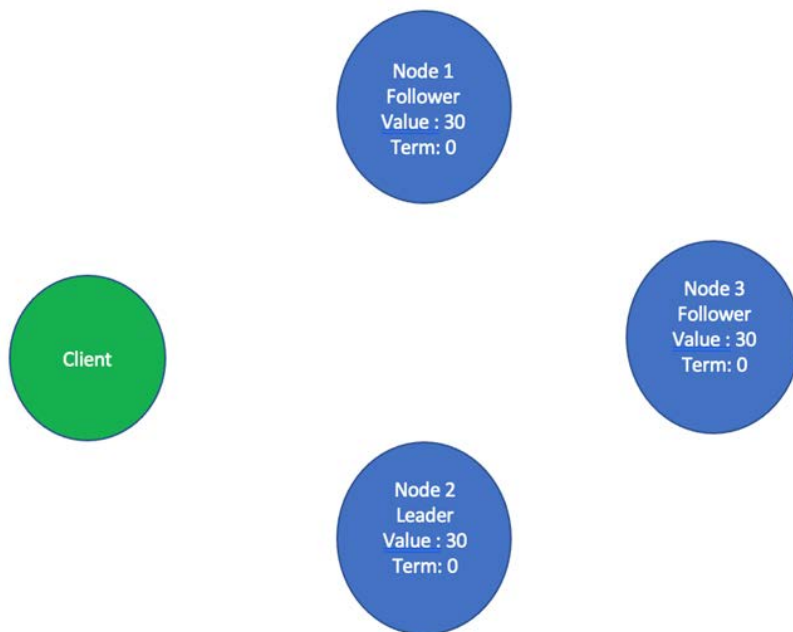 Node 1
Follower
Value : 30
Term: 0
Node 3
Follower
Value : 30
Term: 0
Client
Node 2
Leader
Value : 30
Term: 0